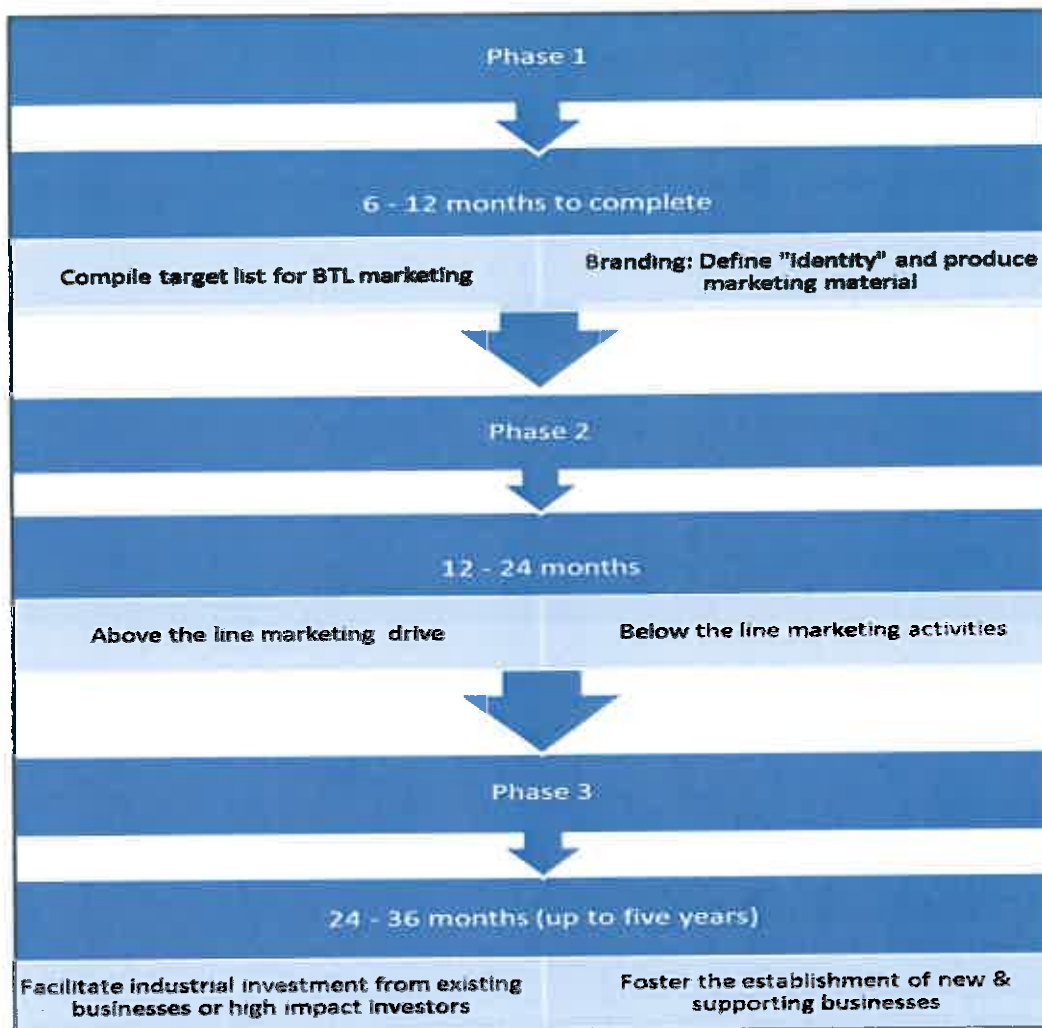 Phase 1
6 - 12 months to complete
Compile target list for BTL marketing
Branding: Define "identity" and produce
marketing material
Phase 2
12 - 24 months
Above the line marketing drive
Below the line marketing activities
Phase 3
24 - 36 months (up to five years)
Facilitate industrial investment from existing
businesses or high impact investors
Foster the establishment of new &
supporting businesses